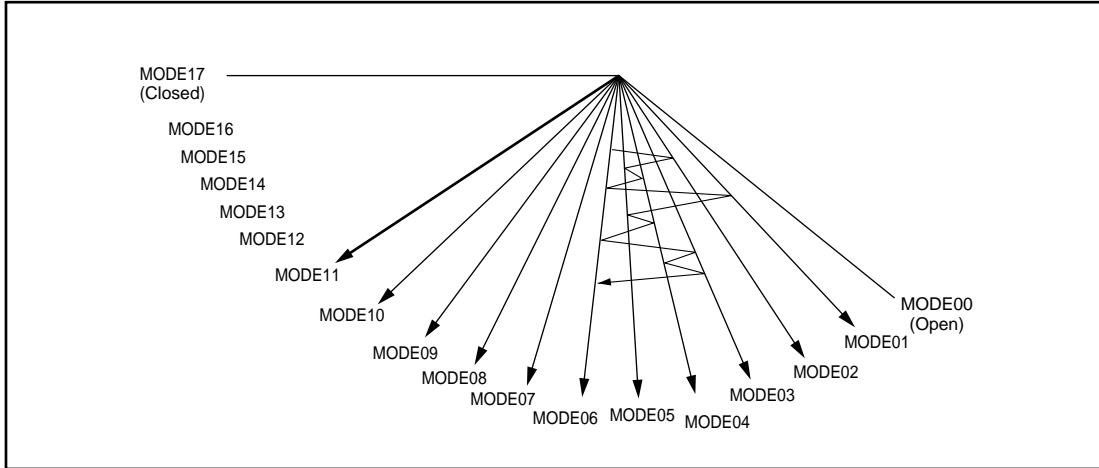 MODE17
(Closed)
MODE16
MODE15
MODE14
MODE13
MODE12
MODE11
MODE10
MODE09
MODE08
MODE07
MODE06
MODE05
MODE04
MODE03
MODE02
MODE01
MODE00
(Open)